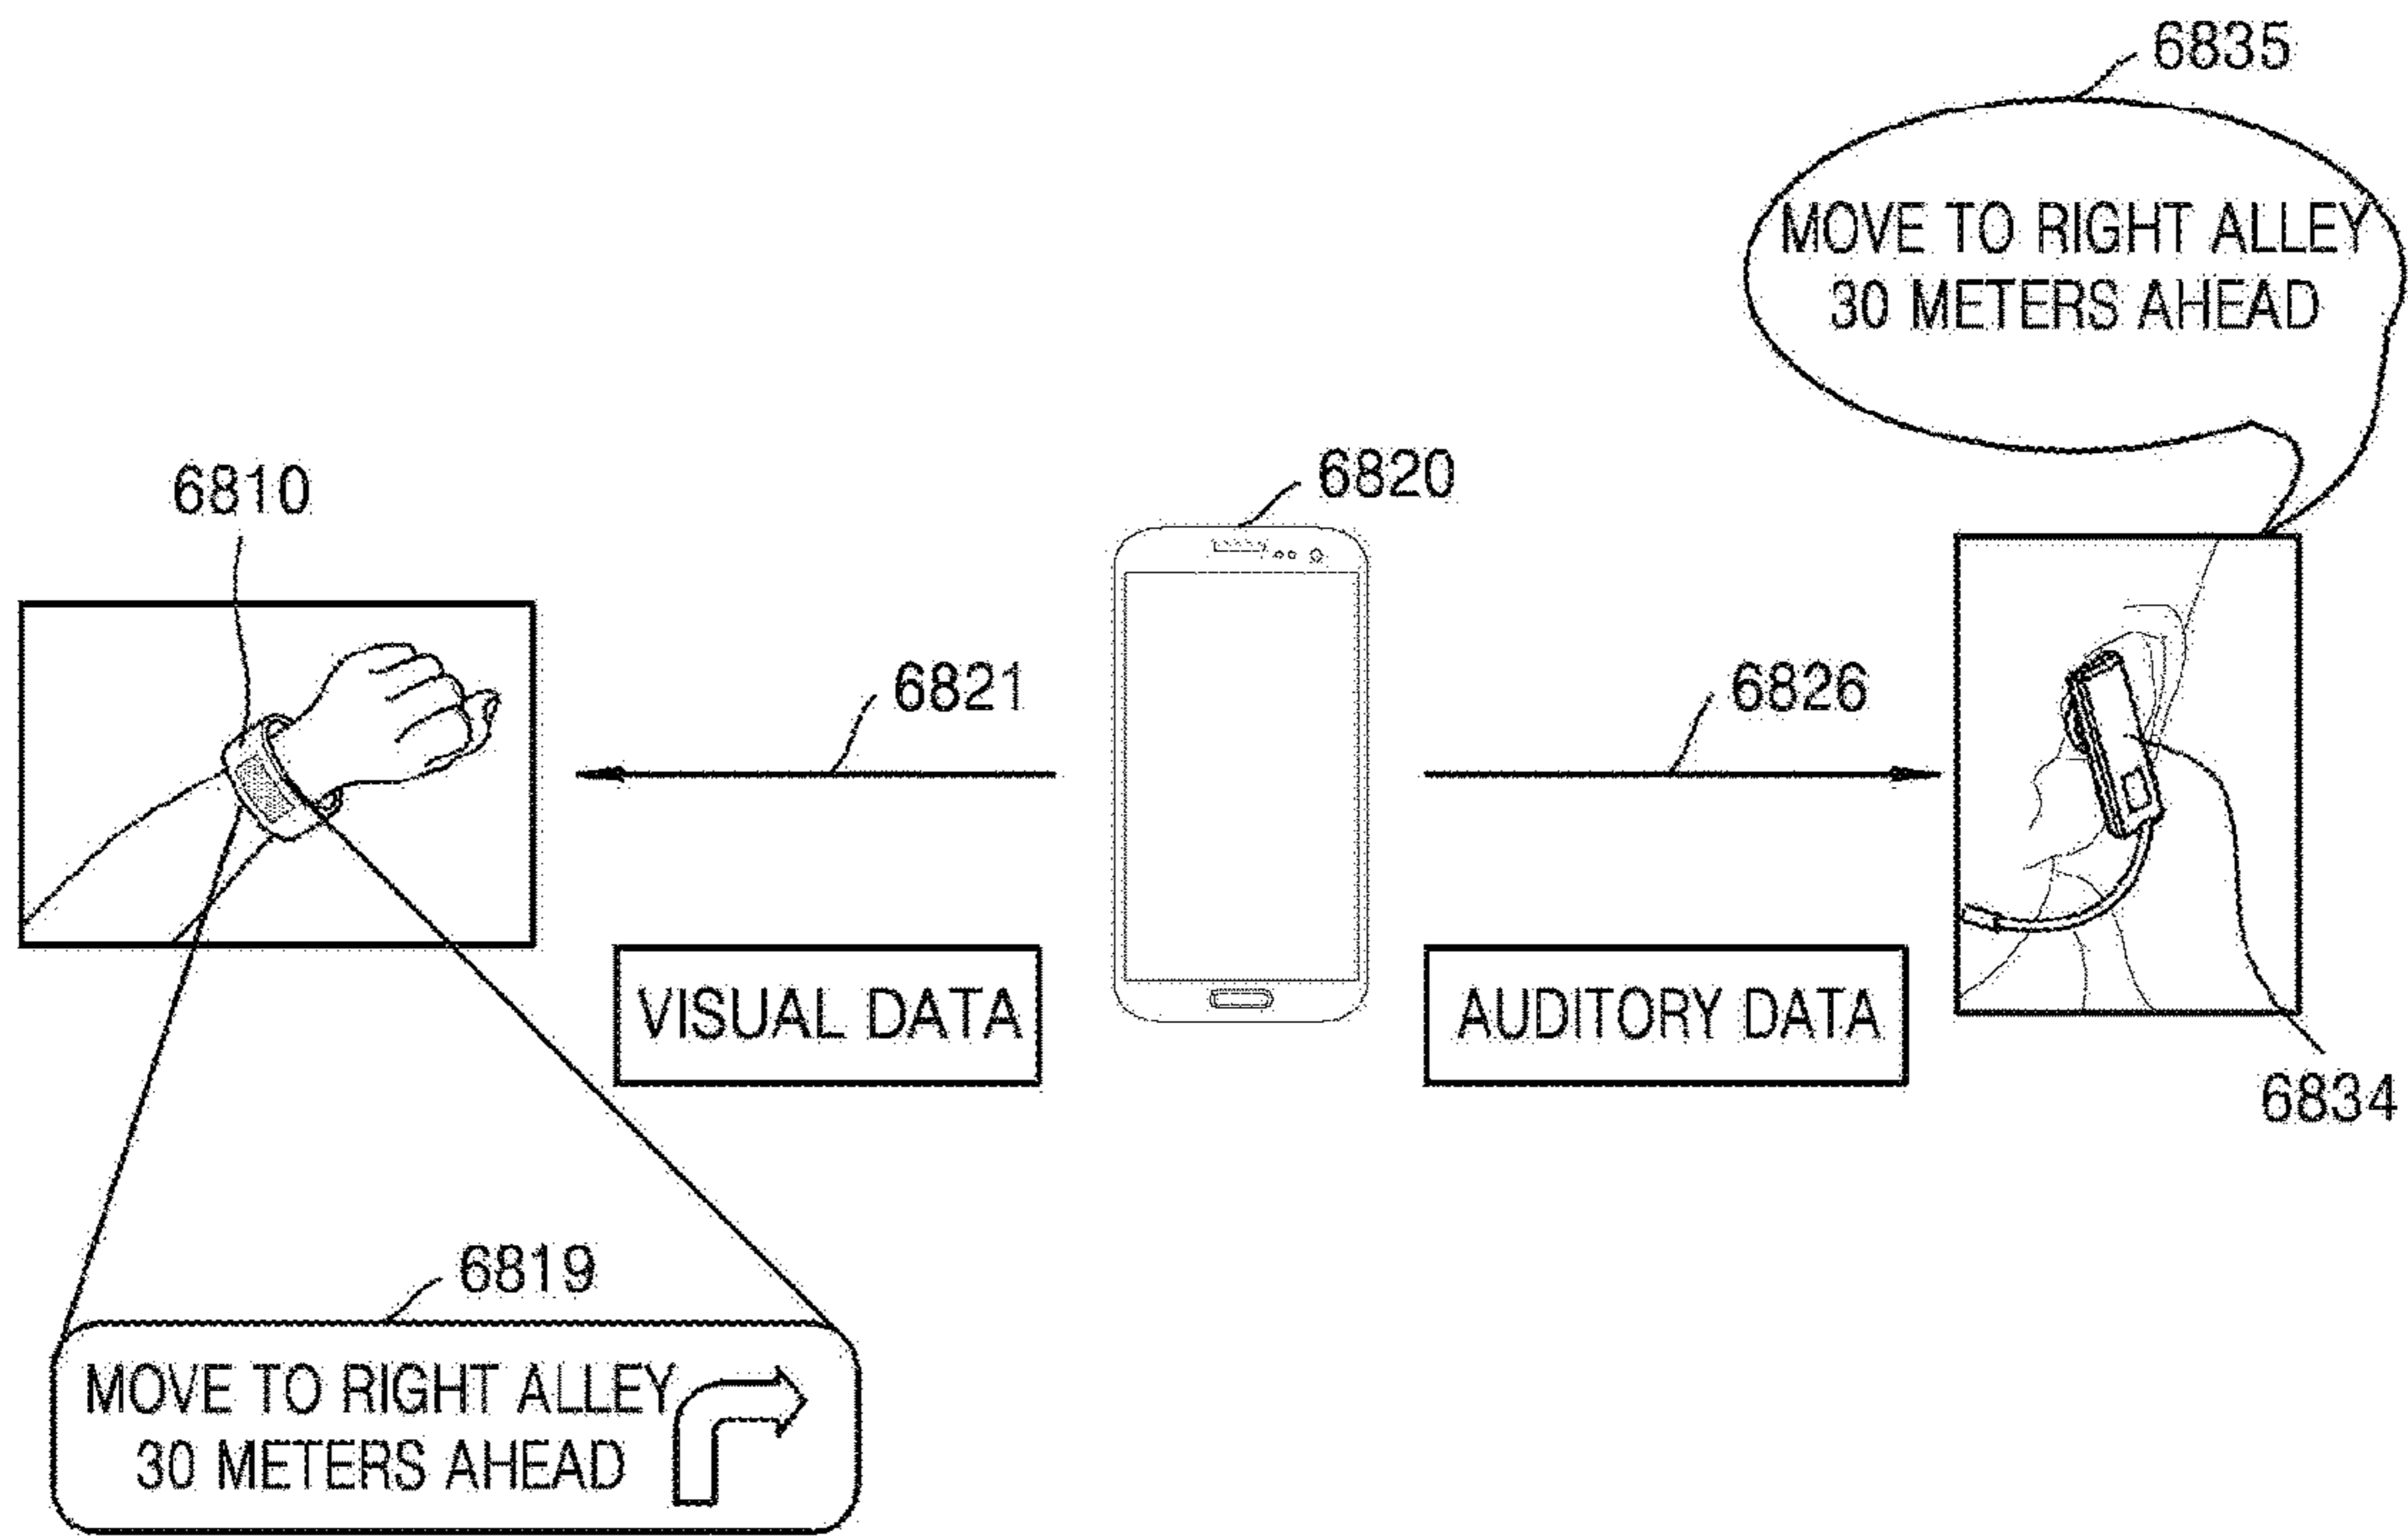 6835
MOVE TO RIGHT ALLEY
30 METERS AHEAD
6810
6820
6821
6826
VISUAL DATA
AUDITORY DATA
6834
6819
MOVE TO RIGHT ALLEY
30 METERS AHEAD